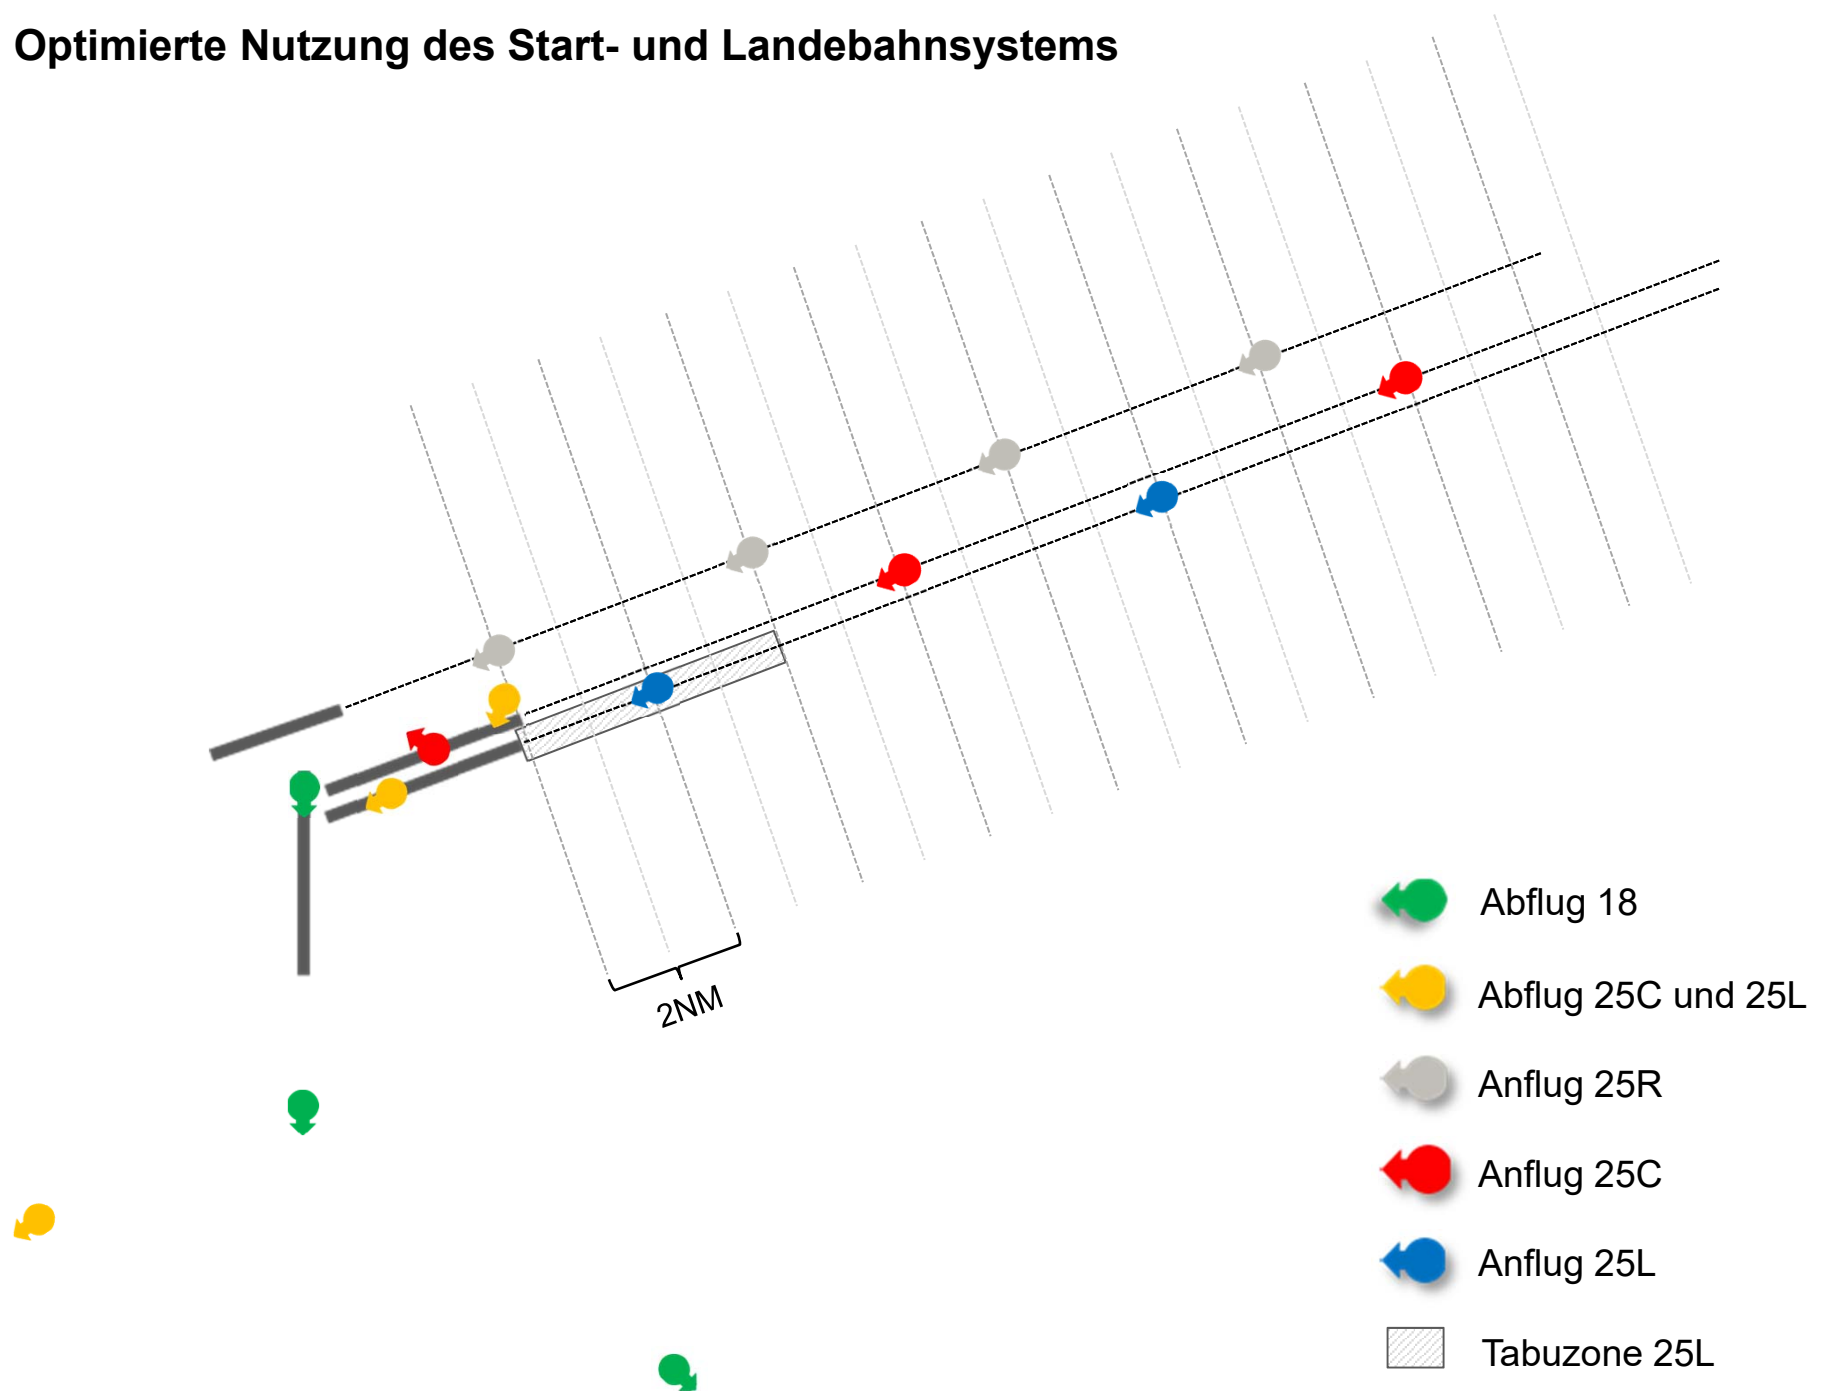 Optimierte Nutzung des Start- und Landebahnsystems
2NM
Abflug 18
Abflug 25C und 25L
Anflug 25R
Anflug 25C
Anflug 25L
Tabuzone 25L